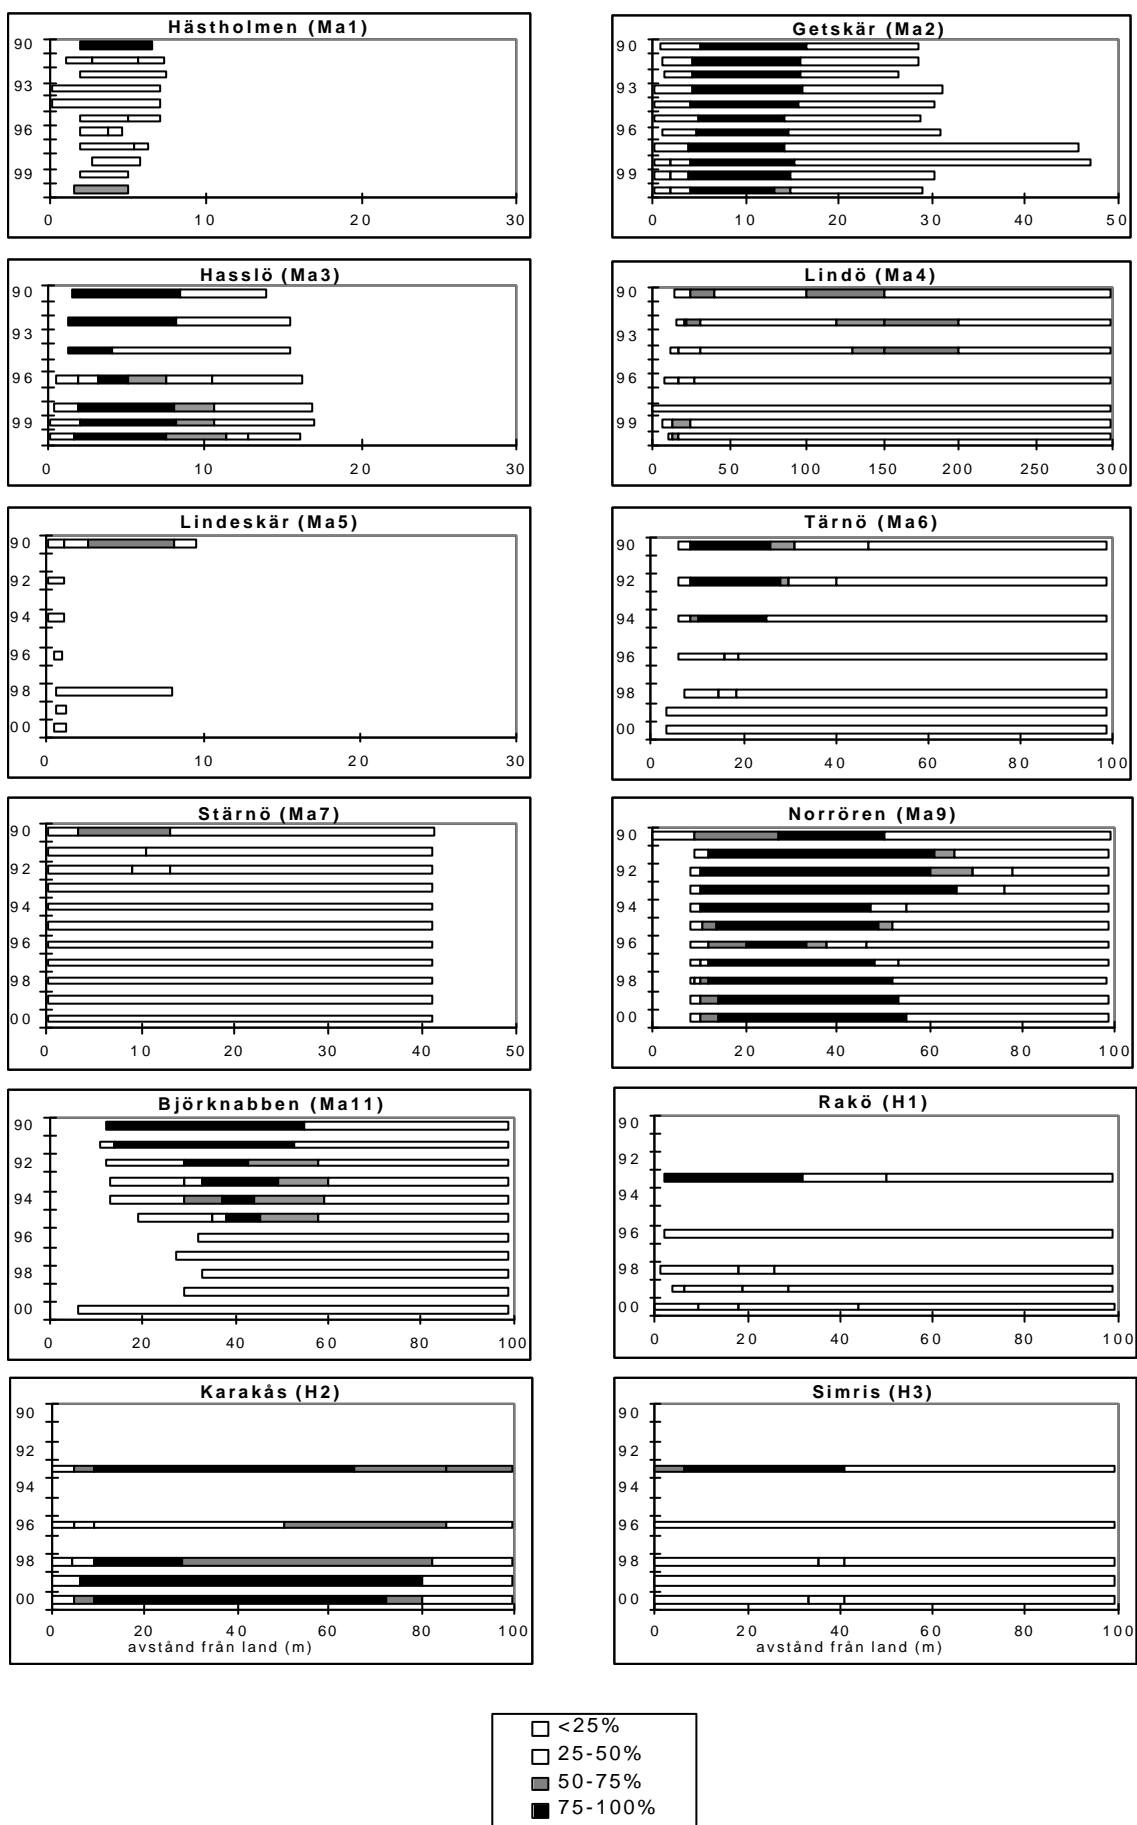 Hästholmen (Ma1)
90
93
96
99
0 10 20 30
Getskär (Ma2)
90
93
96
99
0 10 20 30 40 50
Hasslö (Ma3)
90
93
96
99
0 10 20 30
Lindö (Ma4)
90
93
96
99
0 50 100 150 200 250 300
Lindeskär (Ma5)
90
92
94
96
98
00
0 10 20 30
Tärnö (Ma6)
90
92
94
96
98
00
0 20 40 60 80 100
Stärnö (Ma7)
90
92
94
96
98
00
0 10 20 30 40 50
Norrören (Ma9)
90
92
94
96
98
00
0 20 40 60 80 100
Björknabben (Ma11)
90
92
94
96
98
00
0 20 40 60 80 100
Rakö (H1)
90
92
94
96
98
00
0 20 40 60 80 100
Karakås (H2)
90
92
94
96
98
00
0 20 40 60 80 100
avstånd från land (m)
Simris (H3)
90
92
94
96
98
00
0 20 40 60 80 100
avstånd från land (m)
<25%
25-50%
50-75%
75-100%